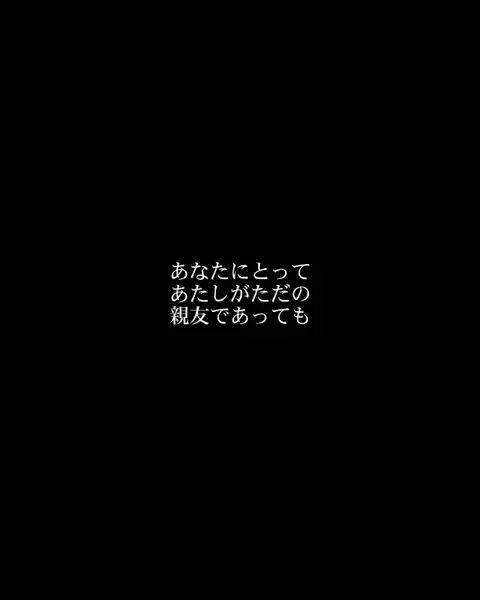 あなたにとって
あたしがただの
親友であっても